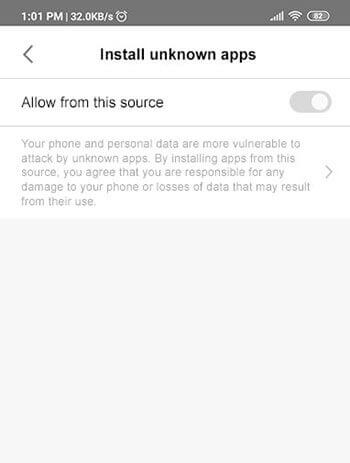 1:01 PM | 32.0KB/s
82
Install unknown apps
Allow from this source
Your phone and personal data are more vulnerable to
attack by unknown apps. By installing apps from this
source, you agree that you are responsible for any
damage to your phone or losses of data that may result
from their use.